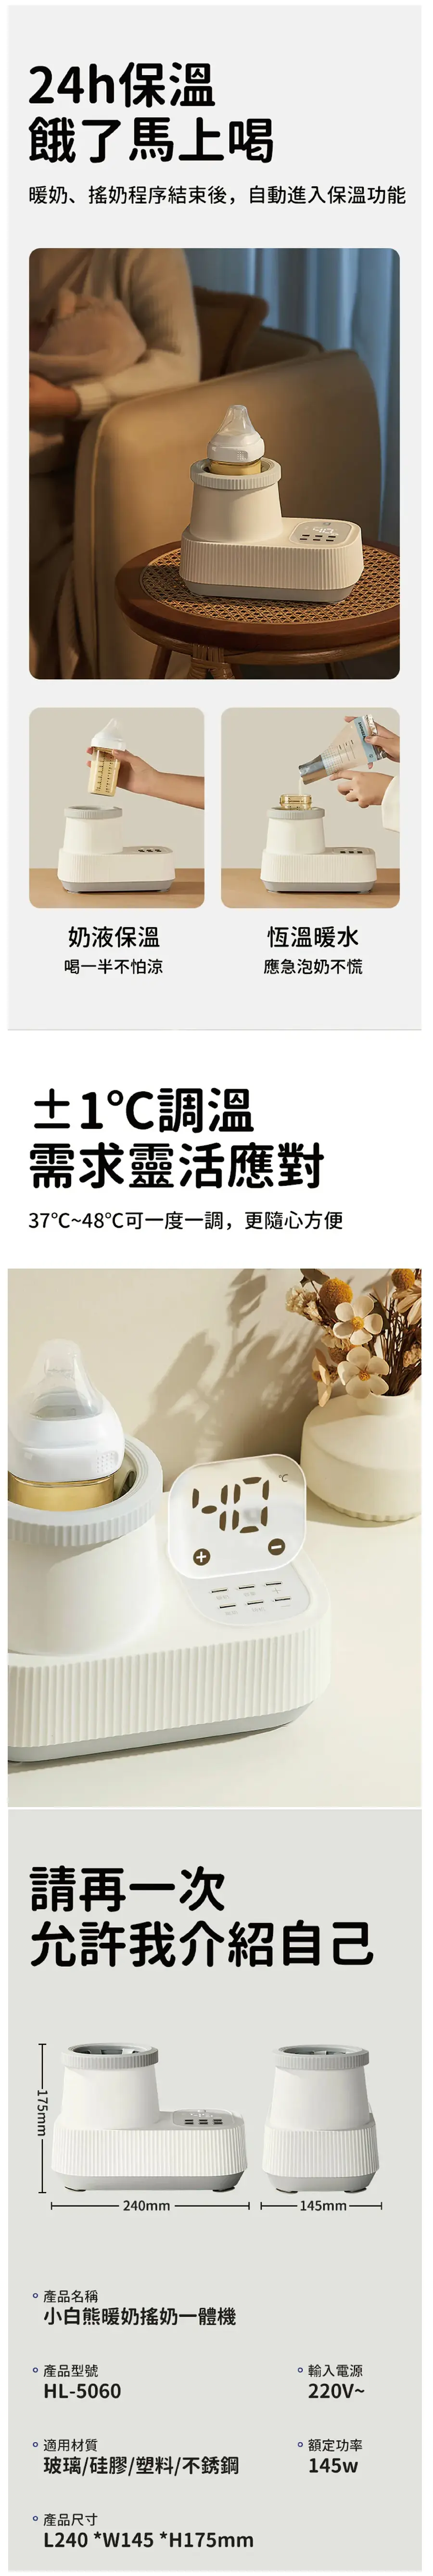 24h保溫
餓了馬上喝
暖奶、搖奶程序結束後，自動進入保溫功能
奶液保溫
恆溫暖水
喝一半不怕涼
應急泡奶不慌
±1°C調溫
需求靈活應對
37°C~48°C可一度一調，更隨心方便
40 °C
請再一次
允許我介紹自己
175mm
240mm
145mm
產品名稱
小白熊暖奶搖奶一體機
產品型號
輸入電源
HL-5060
220V~
適用材質
額定功率
玻璃/硅膠/塑料/不銹鋼
145w
產品尺寸
L240 *W145 *H175mm